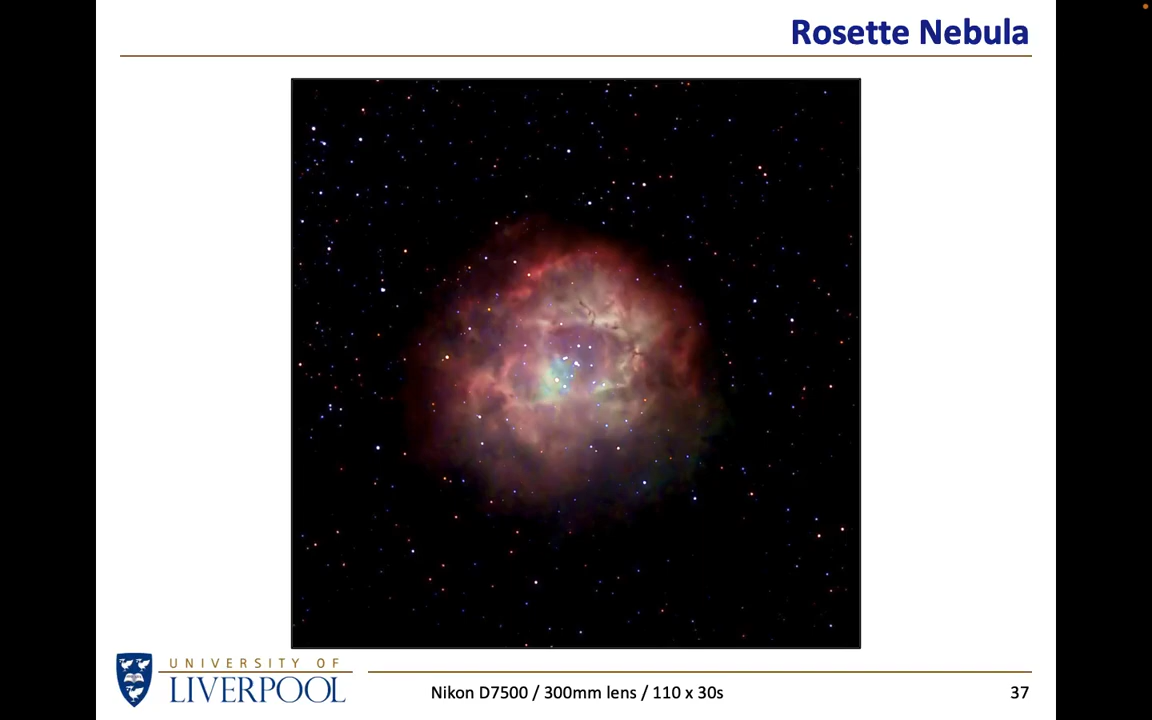 Rosette Nebula
UNIVERSITY OF
LIVERPOOL
Nikon D7500 / 300mm lens / 110 x 30s
37